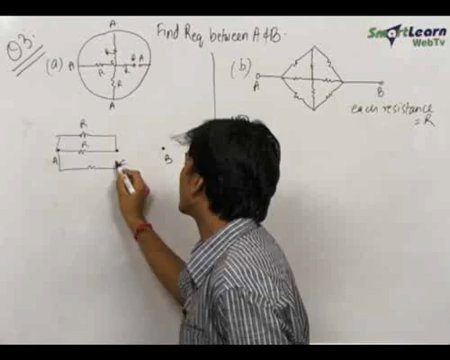 Q3.
Find Req between A & B.
SmartLearn
WebTv
(a)
A
A
A
A
R
R
R
R
B
(b)
A
B
each resistance
= R
R
R
A
B